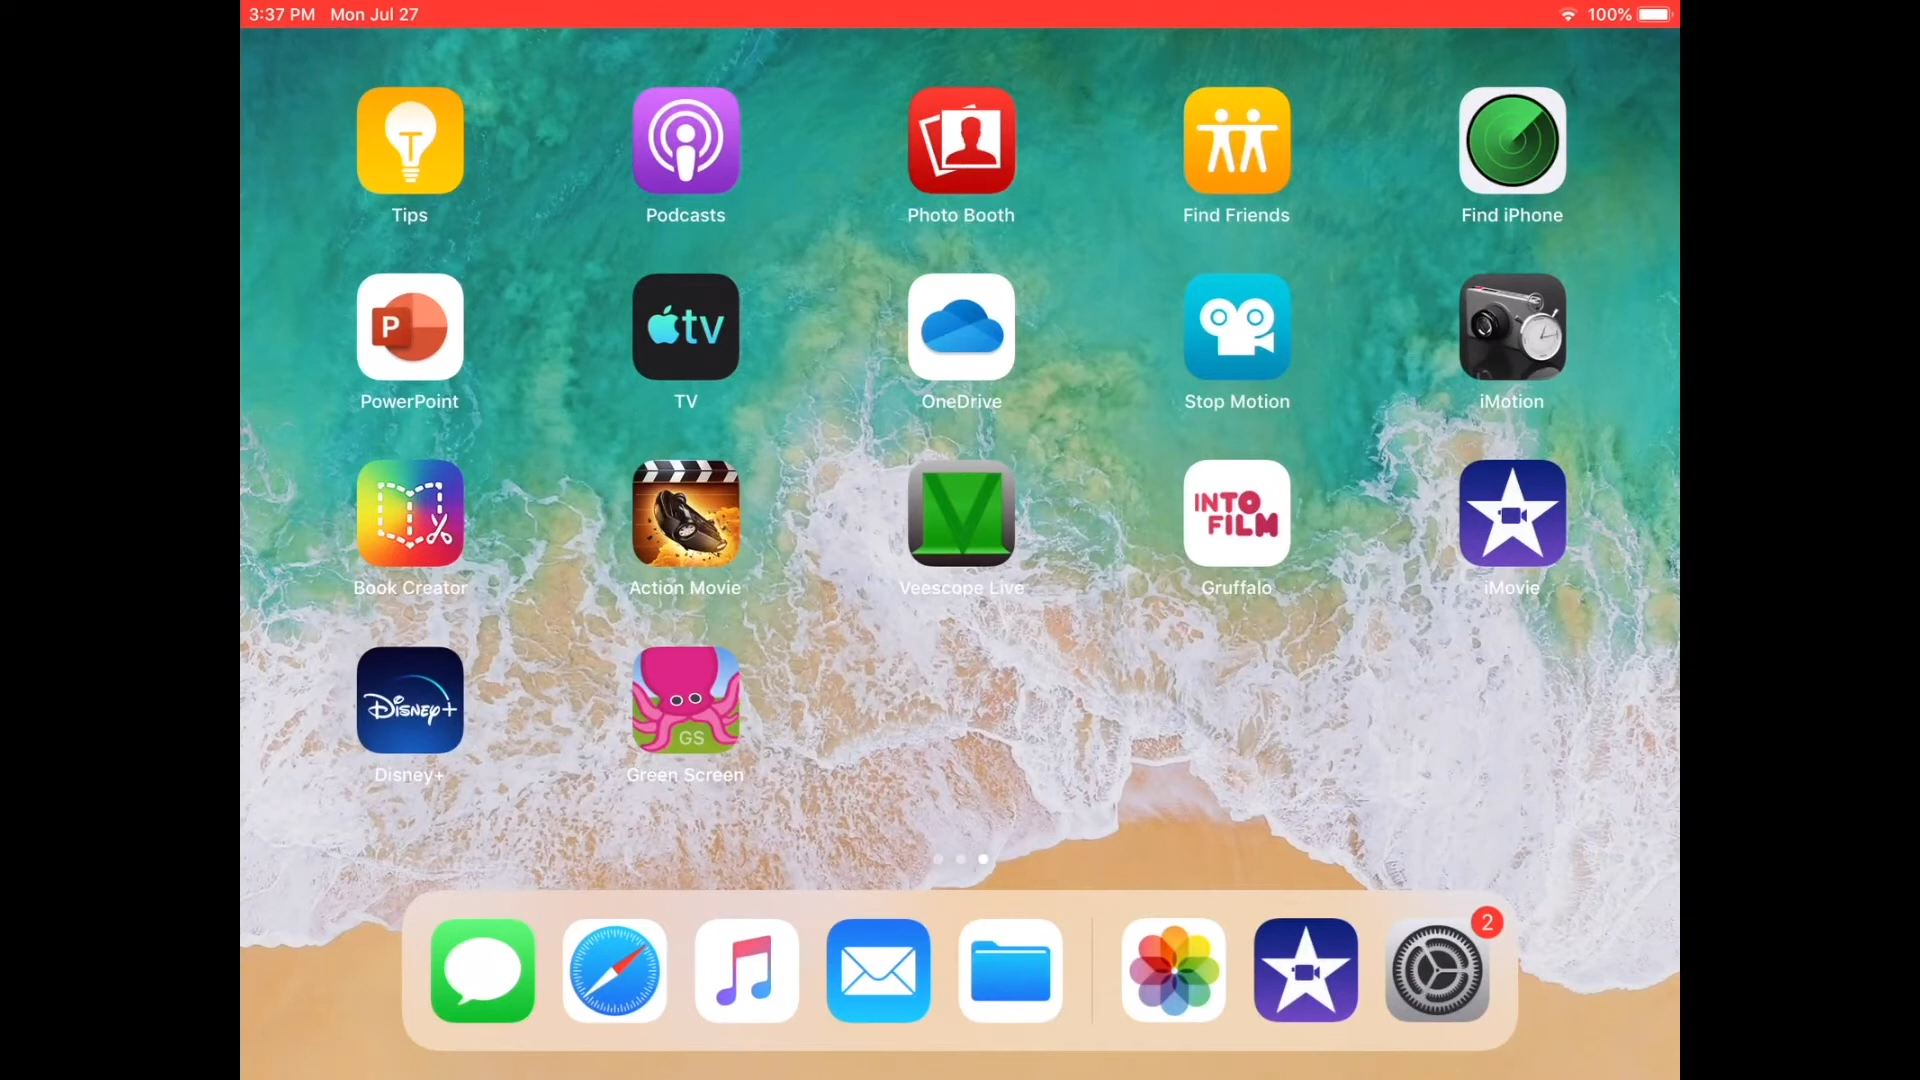 3:37 PM Mon Jul 27 100%
Tips Podcasts Photo Booth Find Friends Find iPhone
P tv
PowerPoint TV OneDrive Stop Motion iMotion
V INTO FILM
Book Creator Action Movie Veescope Live Gruffalo iMovie
Disney+ GS
Disney+ Green Screen
2